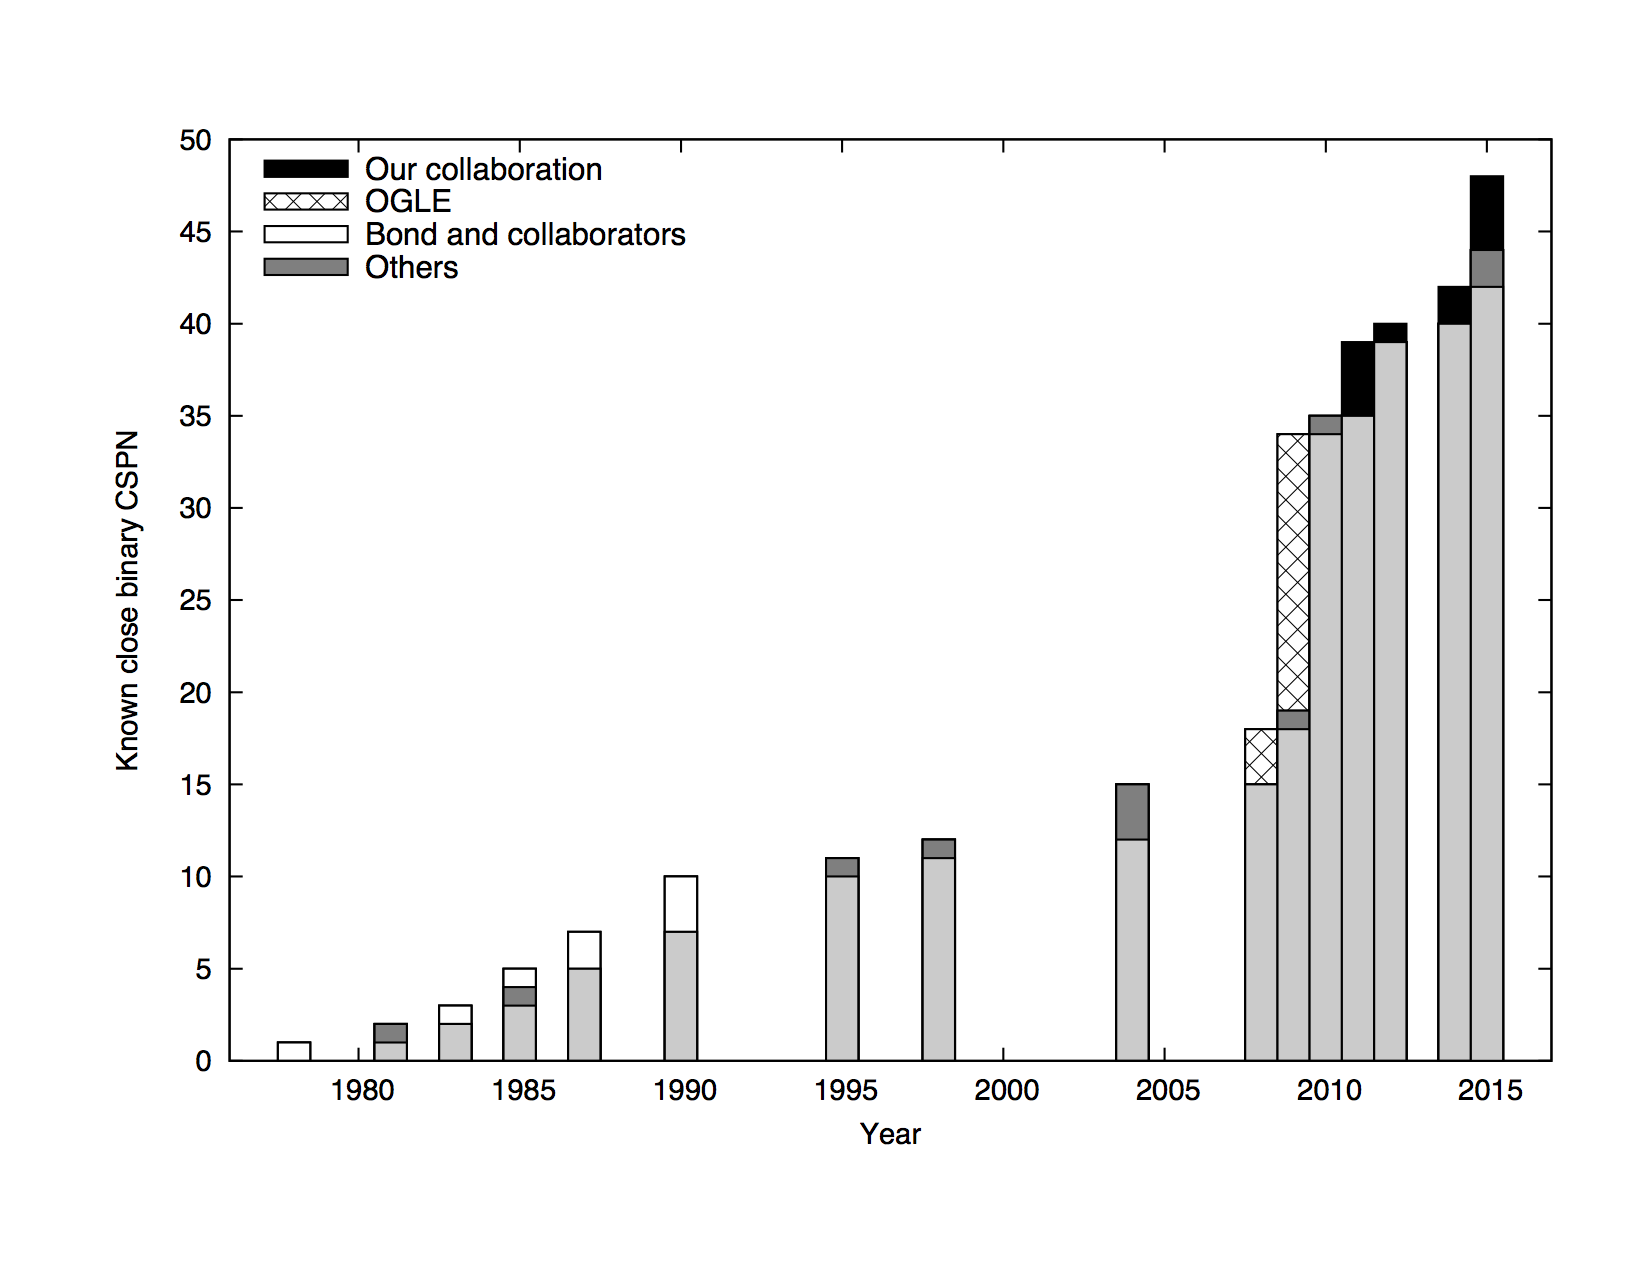 50
45
40
35
30
25
20
15
10
5
0
Our collaboration
OGLE
Bond and collaborators
Others
Known close binary CSPN
1980 1985 1990 1995 2000 2005 2010 2015
Year